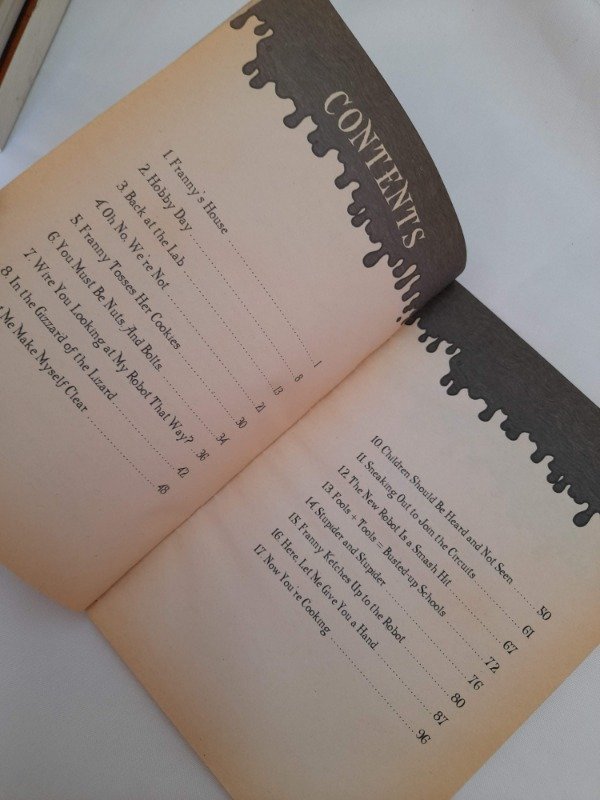 CONTENTS
1. Franny's House 1
2. Hobby Day 8
3. Back at the Lab 13
4. Oh No, We're Not 21
5. Franny Tosses Her Cookies 30
6. You Must Be Nuts. And Bolts. 34
7. Wire You Looking at My Robot That Way? 36
8. In the Gizzard of the Lizard 42
Me Make Myself Clear 48
10. Children Should Be Heard and Not Seen 50
11. Sneaking Out to Join the Circuits 61
12. The New Robot Is a Smash Hit 67
13. Fools + Tools = Busted-up Schools 72
14. Stupider and Stupider 76
15. Franny Ketches Up to the Robot 80
16. Here, Let Me Give You a Hand 87
17. Now You're Cooking 96